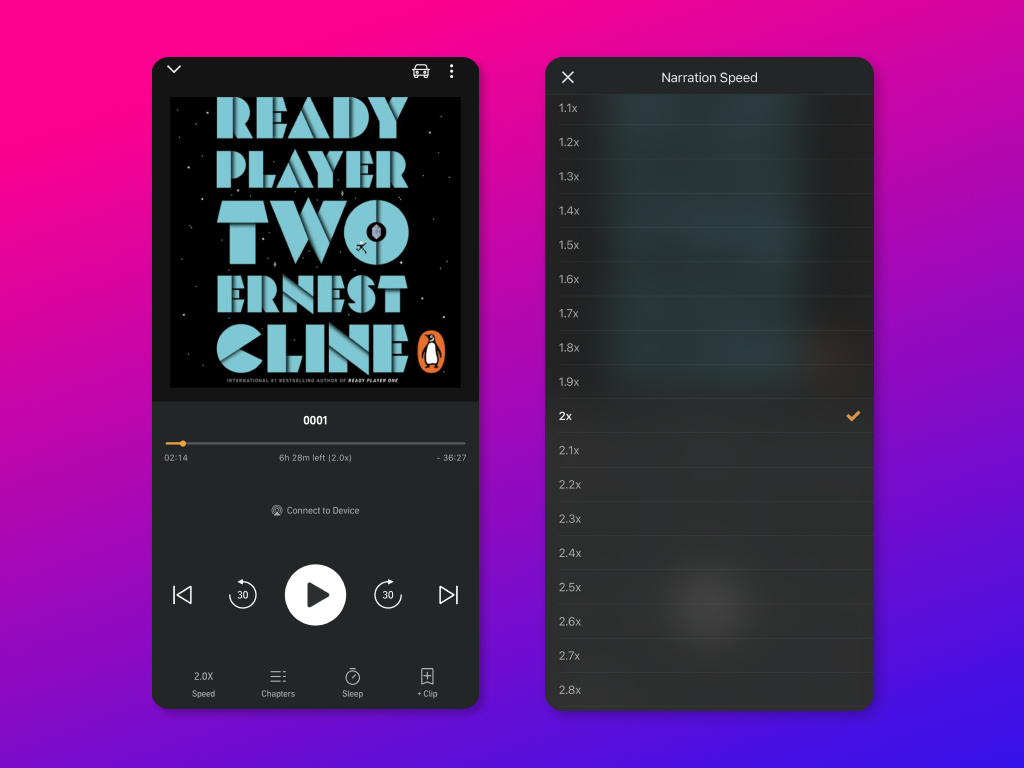 READY
PLAYER
TWO
ERNEST
CLINE
INTERNATIONAL #1 BESTSELLING AUTHOR OF READY PLAYER ONE
0001
02:14 6h 28m left (2.0x) - 36:27
Connect to Device
30 30
2.0X
Speed Chapters Sleep + Clip
Narration Speed
1.1x
1.2x
1.3x
1.4x
1.5x
1.6x
1.7x
1.8x
1.9x
2x
2.1x
2.2x
2.3x
2.4x
2.5x
2.6x
2.7x
2.8x